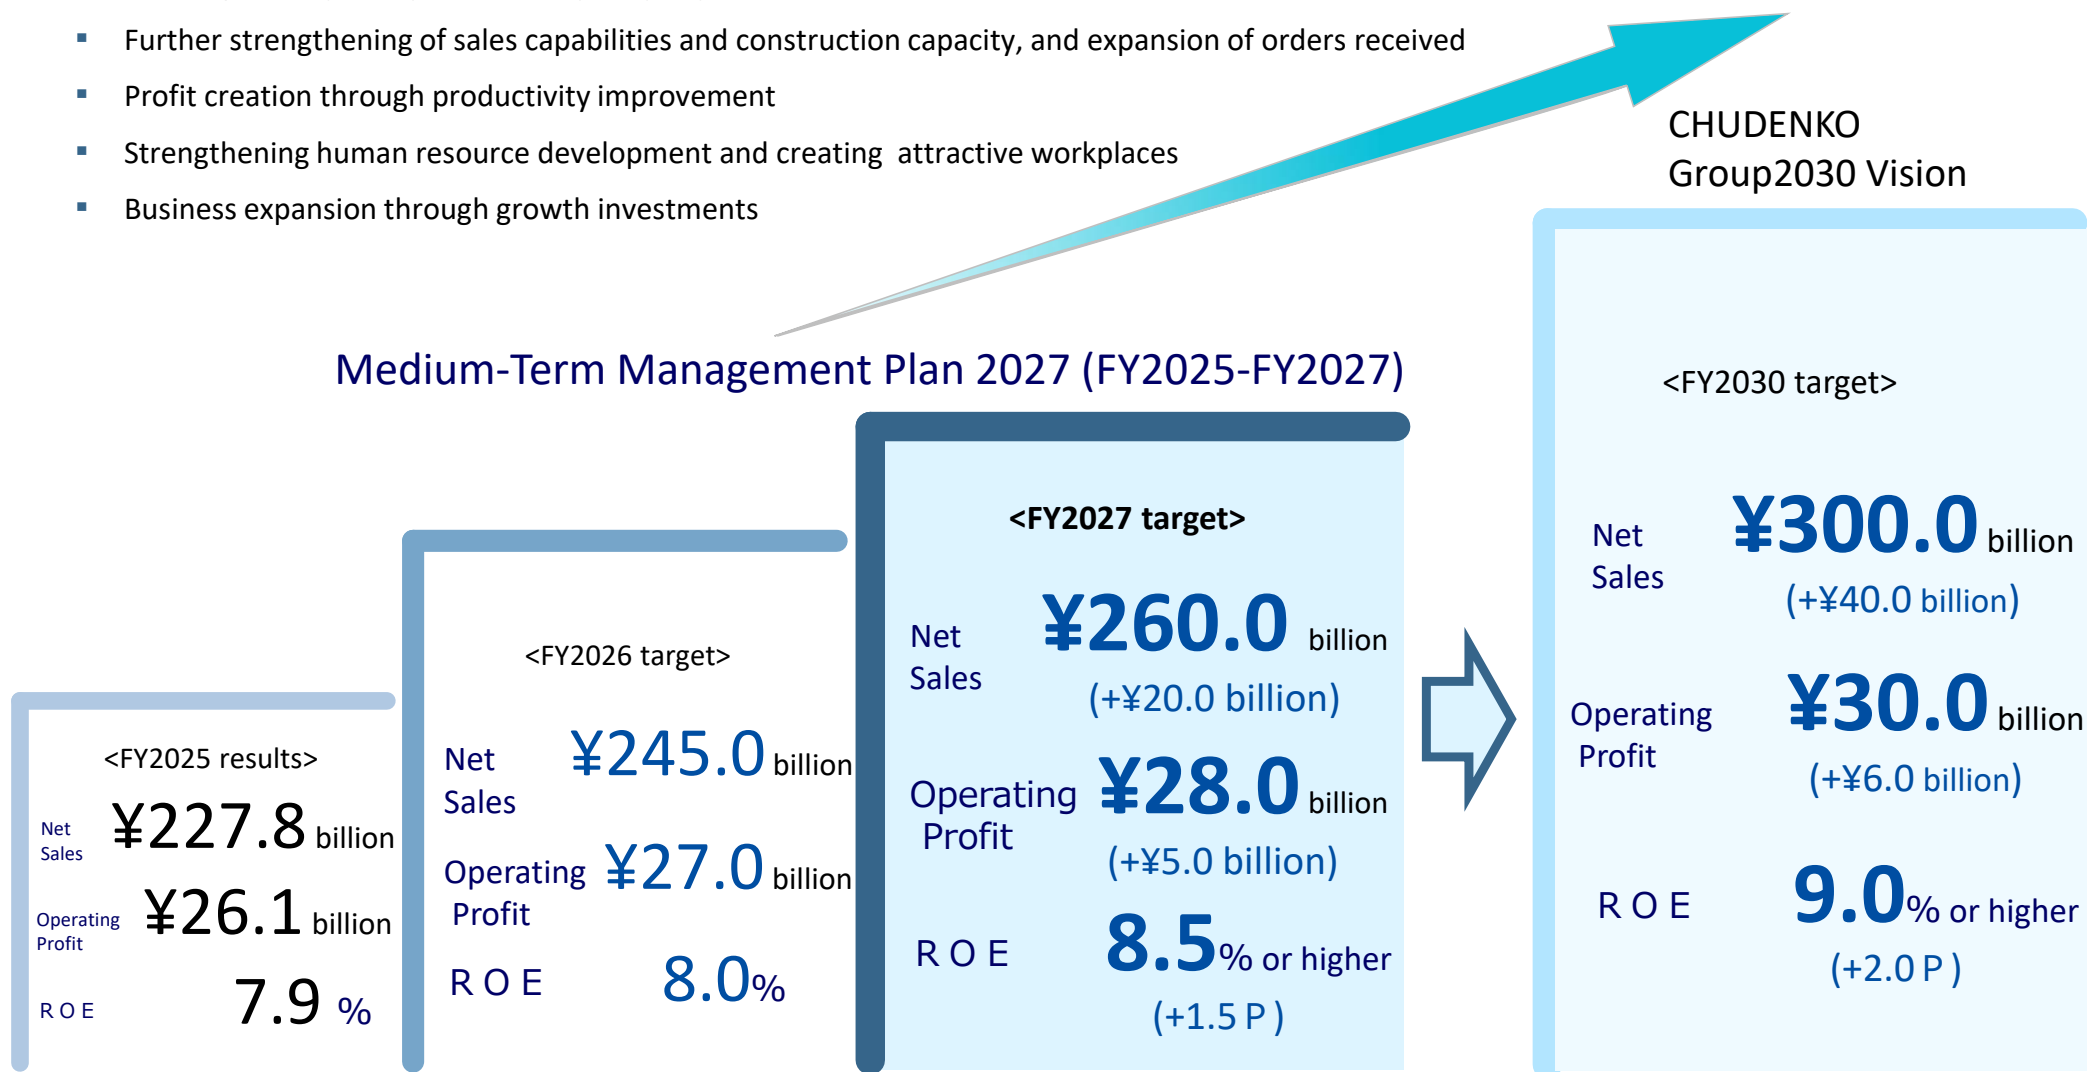 ▪ Further strengthening of sales capabilities and construction capacity, and expansion of orders received
▪ Profit creation through productivity improvement
▪ Strengthening human resource development and creating attractive workplaces
▪ Business expansion through growth investments
CHUDENKO
Group2030 Vision
Medium-Term Management Plan 2027 (FY2025-FY2027)
<FY2025 results>
Net
Sales
¥227.8 billion
Operating
Profit
¥26.1 billion
ROE 7.9 %
<FY2026 target>
Net
Sales
¥245.0 billion
Operating
Profit
¥27.0 billion
ROE 8.0%
<FY2027 target>
Net
Sales
¥260.0 billion
(+¥20.0 billion)
Operating
Profit
¥28.0 billion
(+¥5.0 billion)
ROE 8.5% or higher
(+1.5 P )
<FY2030 target>
Net
Sales
¥300.0 billion
(+¥40.0 billion)
Operating
Profit
¥30.0 billion
(+¥6.0 billion)
ROE 9.0% or higher
(+2.0 P )